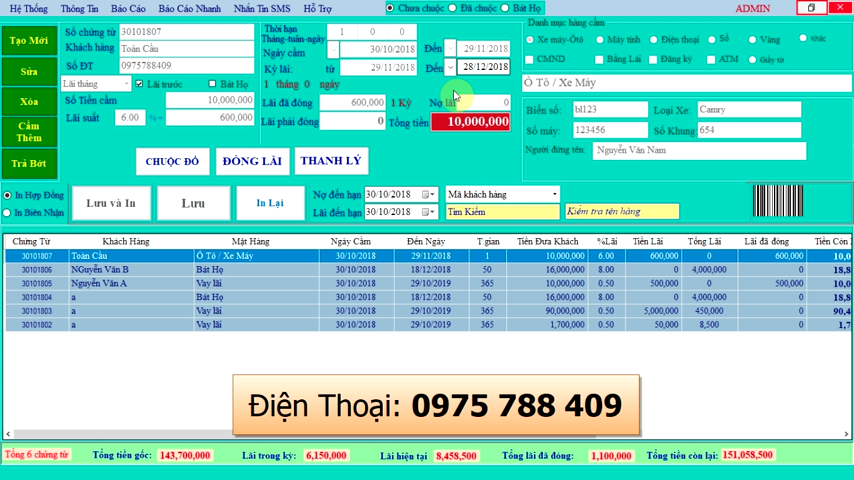 Hệ Thống Thông Tin Báo Cáo Báo Cáo Nhanh Nhắn Tin SMS Hỗ Trợ Chưa chuộc Đã chuộc Bát Họ ADMIN
Tạo Mới
Sửa
Xóa
Cầm Thêm
Trả Bớt
Số chứng từ 30101807
Khách hàng Toàn Cầu
Số ĐT 0975788409
Lãi tháng Lãi trước Bát Họ
Số Tiền cầm 10,000,000
Lãi suất 6.00 % = 600,000
Thời hạn
Tháng-tuần-ngày 1 0 0
Ngày cầm 30/10/2018 Đến 29/11/2018
Kỳ lãi: từ 29/11/2018 Đến 28/12/2018
1 tháng 0 ngày
Lãi đã đóng 600,000 1 Kỳ Nợ lãi 0
Lãi phải đóng 0 Tổng tiền 10,000,000
CHUỘC ĐỒ ĐÓNG LÃI THANH LÝ
Danh mục hàng cầm
Xe máy-Ôtô Máy tính Điện thoại Sổ Vàng Khác
CMND Bằng Lái Đăng ký ATM Giấy tờ
Ô Tô / Xe Máy
Biển số: bl123 Loại Xe: Camry
Số máy: 123456 Số Khung: 654
Người đứng tên: Nguyễn Văn Nam
In Hợp Đồng
In Biên Nhận
Lưu và In Lưu In Lại
Nợ đến hạn 30/10/2018 Mã khách hàng
Lãi đến hạn 30/10/2018 Tìm Kiếm Kiểm tra tên hàng
Chứng Từ Khách Hàng Mặt Hàng Ngày Cầm Đến Ngày T.gian Tiền Đưa Khách %Lãi Tiền Lãi Tổng Lãi Lãi đã đóng Tiền Còn
30101807 Toàn Cầu Ô Tô / Xe Máy 30/10/2018 29/11/2018 1 10,000,000 6.00 600,000 0 600,000 10,0
30101806 NGuyễn Văn B Bát Họ 30/10/2018 18/12/2018 50 16,000,000 8.00 0 4,000,000 0 18,8
30101805 Nguyễn Văn A Vay lãi 30/10/2018 29/10/2019 365 10,000,000 0.50 500,000 0 500,000 10,0
30101804 a Bát Họ 30/10/2018 18/12/2018 50 16,000,000 8.00 0 4,000,000 0 18,8
30101803 a Vay lãi 30/10/2018 29/10/2019 365 90,000,000 0.50 5,000,000 450,000 0 90,4
30101802 a Vay lãi 30/10/2018 29/10/2019 365 1,700,000 0.50 50,000 8,500 0 1,7
Điện Thoại: 0975 788 409
Tổng 6 chứng từ Tổng tiền gốc: 143,700,000 Lãi trong kỳ: 6,150,000 Lãi hiện tại 8,458,500 Tổng lãi đã đóng: 1,100,000 Tổng tiền còn lại: 151,058,500